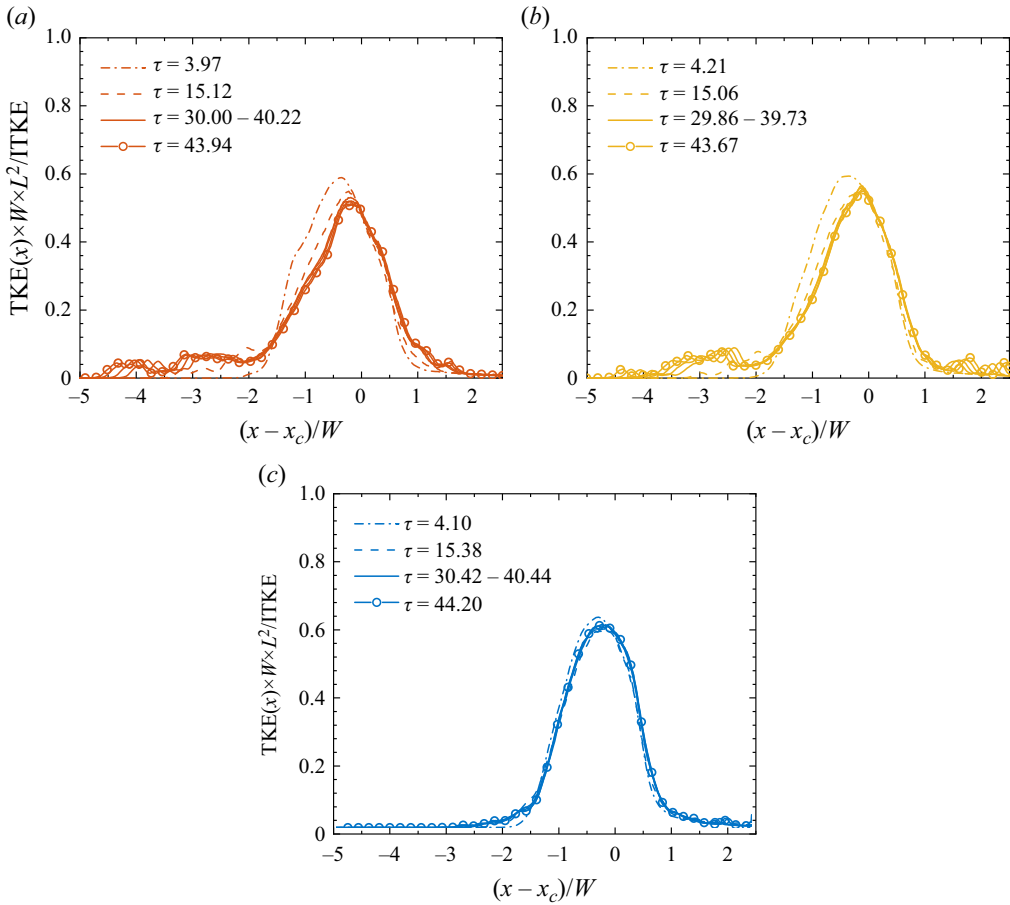 (a)
1.0
0.8
0.6
0.4
0.2
0
TKE(x)×W×L²/ITKE
τ = 3.97
τ = 15.12
τ = 30.00 – 40.22
τ = 43.94
–5 –4 –3 –2 –1 0 1 2
(x – x_c)/W
(b)
1.0
0.8
0.6
0.4
0.2
0
τ = 4.21
τ = 15.06
τ = 29.86 – 39.73
τ = 43.67
–5 –4 –3 –2 –1 0 1 2
(x – x_c)/W
(c)
1.0
0.8
0.6
0.4
0.2
0
TKE(x)×W×L²/ITKE
τ = 4.10
τ = 15.38
τ = 30.42 – 40.44
τ = 44.20
–5 –4 –3 –2 –1 0 1 2
(x – x_c)/W